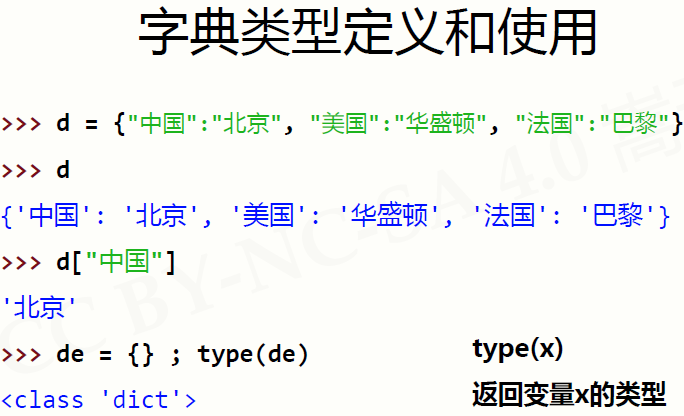 字典类型定义和使用
>>> d = {"中国":"北京", "美国":"华盛顿", "法国":"巴黎"}
>>> d
{'中国': '北京', '美国': '华盛顿', '法国': '巴黎'}
>>> d["中国"]
'北京'
>>> de = {} ; type(de)
<class 'dict'>
type(x)
返回变量x的类型
CC BY-NC-SA 4.0 嵩